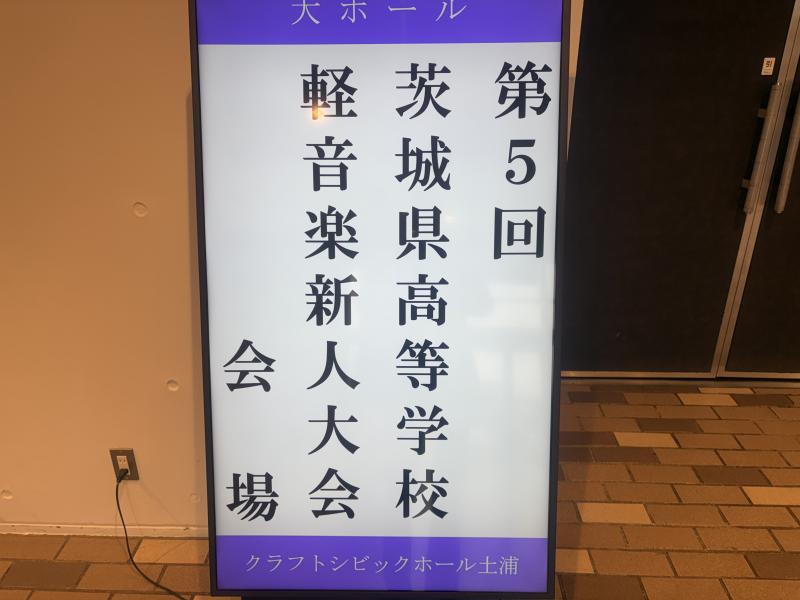 大ホール
第5回
茨城県高等学校
軽音楽新人大会
会場
クラフトシビックホール土浦
引